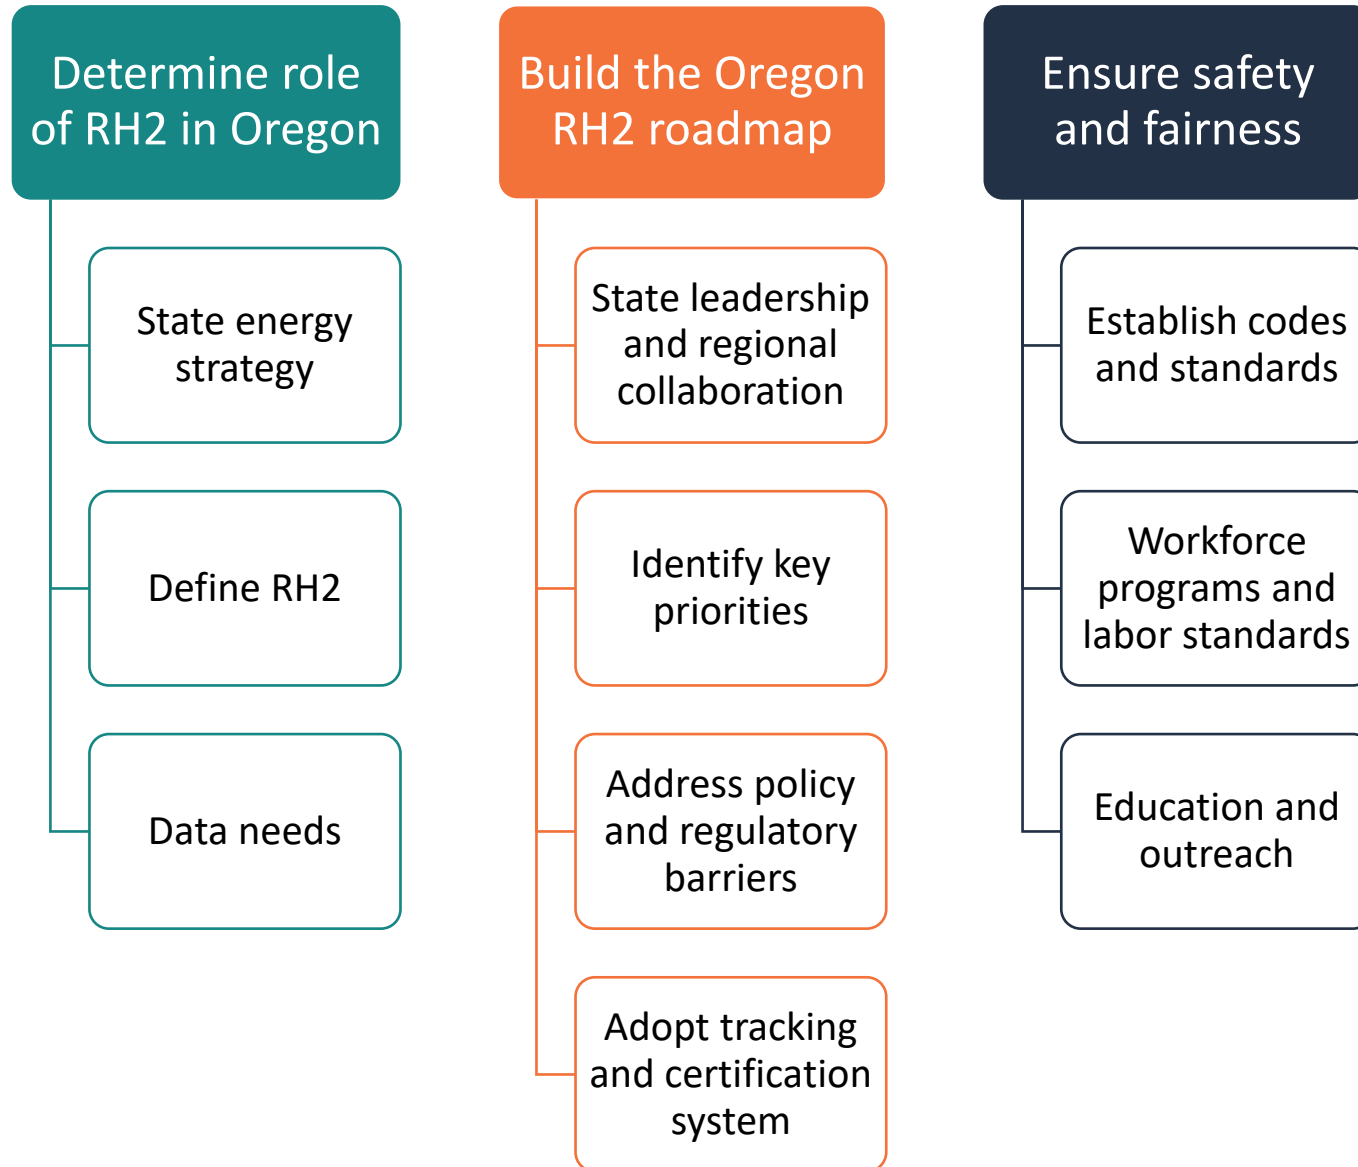 Determine role
of RH2 in Oregon
State energy
strategy
Define RH2
Data needs
Build the Oregon
RH2 roadmap
State leadership
and regional
collaboration
Identify key
priorities
Address policy
and regulatory
barriers
Adopt tracking
and certification
system
Ensure safety
and fairness
Establish codes
and standards
Workforce
programs and
labor standards
Education and
outreach